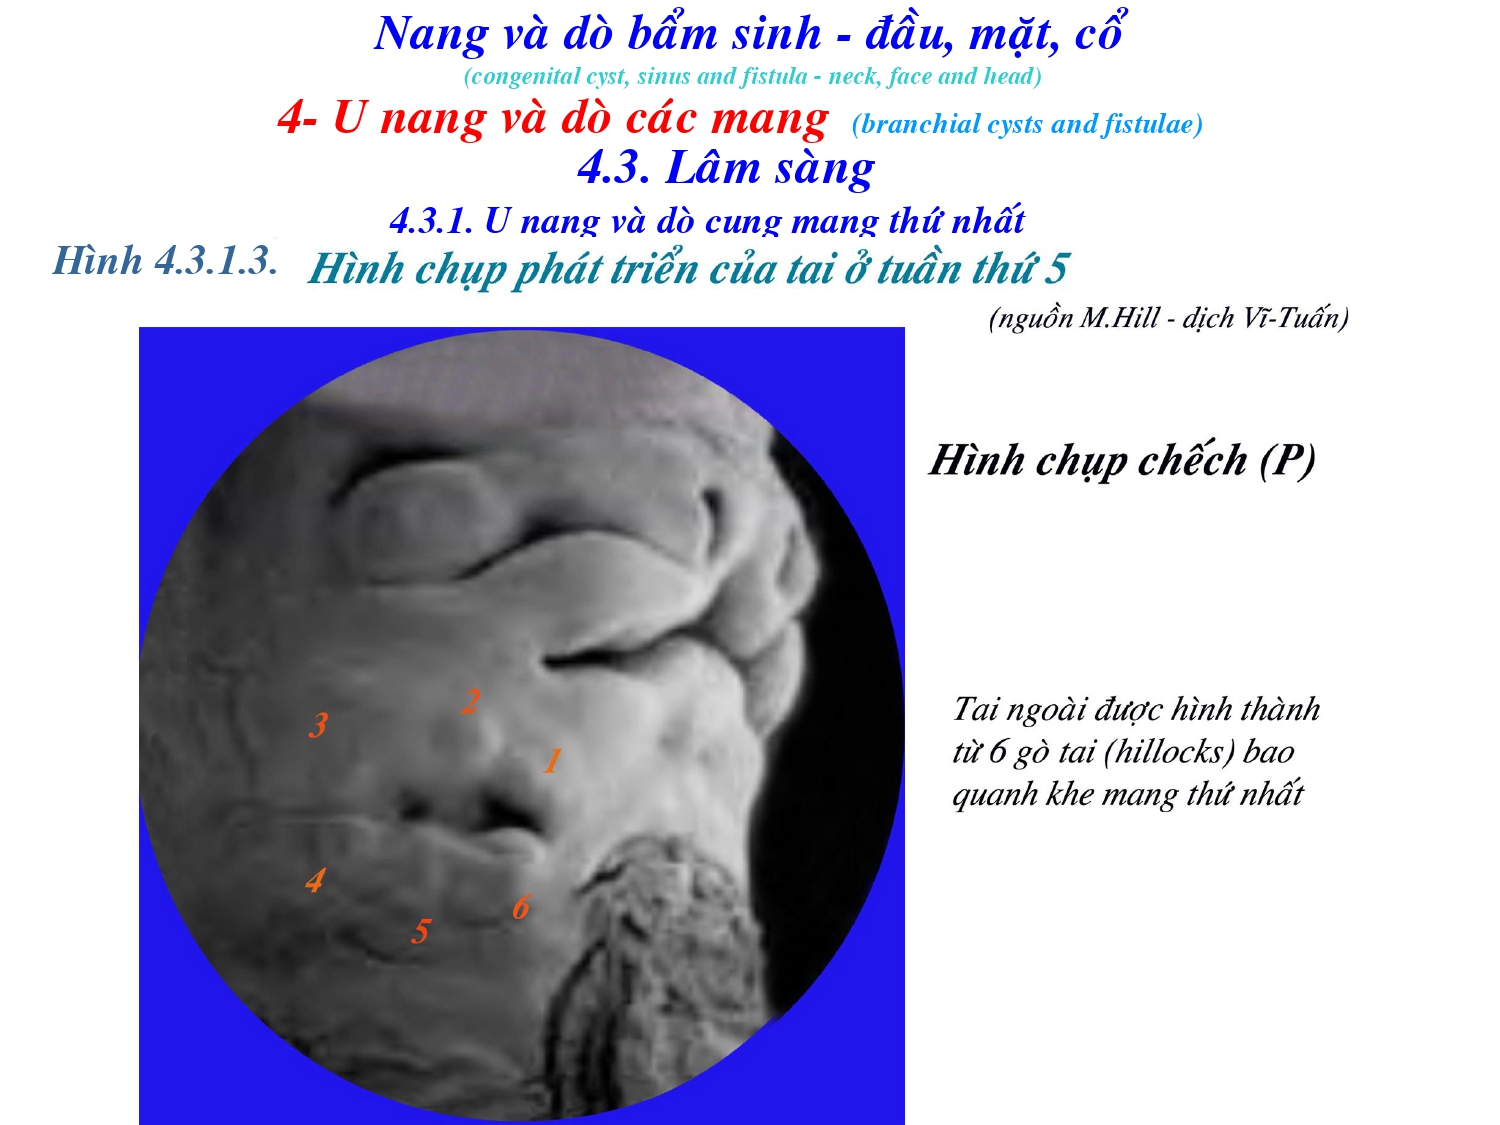 Nang và dò bẩm sinh - đầu, mặt, cổ
(congenital cyst, sinus and fistula - neck, face and head)
4- U nang và dò các mang (branchial cysts and fistulae)
4.3. Lâm sàng
4.3.1. U nang và dò cung mang thứ nhất
Hình 4.3.1.3. Hình chụp phát triển của tai ở tuần thứ 5
(nguồn M.Hill - dịch Vĩ-Tuấn)
Hình chụp chếch (P)
Tai ngoài được hình thành
từ 6 gò tai (hillocks) bao
quanh khe mang thứ nhất
2
3
1
4
6
5